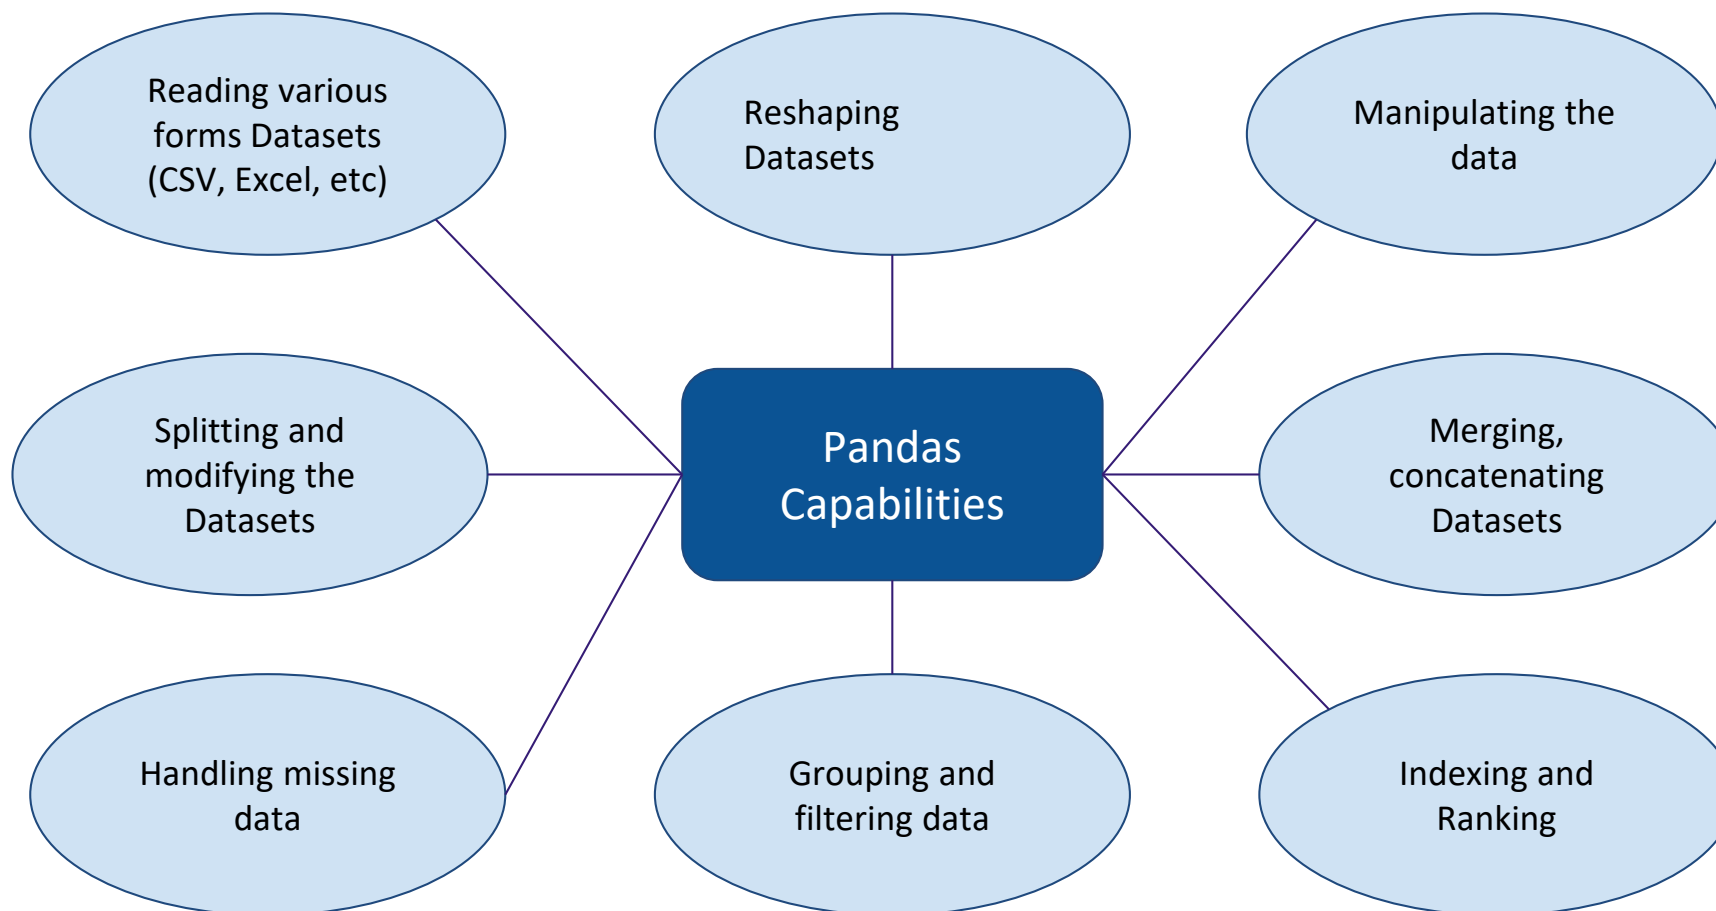 Reading various
forms Datasets
(CSV, Excel, etc)
Reshaping
Datasets
Manipulating the
data
Splitting and
modifying the
Datasets
Pandas
Capabilities
Merging,
concatenating
Datasets
Handling missing
data
Grouping and
filtering data
Indexing and
Ranking